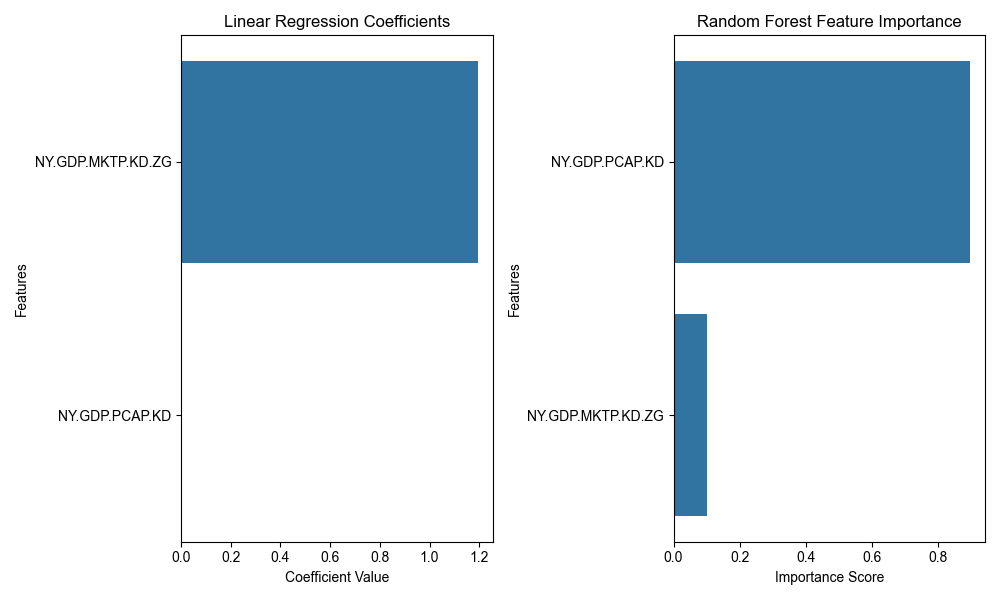 Linear Regression Coefficients
Features
NY.GDP.MKTP.KD.ZG
NY.GDP.PCAP.KD
0.0 0.2 0.4 0.6 0.8 1.0 1.2
Coefficient Value
Random Forest Feature Importance
Features
NY.GDP.PCAP.KD
NY.GDP.MKTP.KD.ZG
0.0 0.2 0.4 0.6 0.8
Importance Score